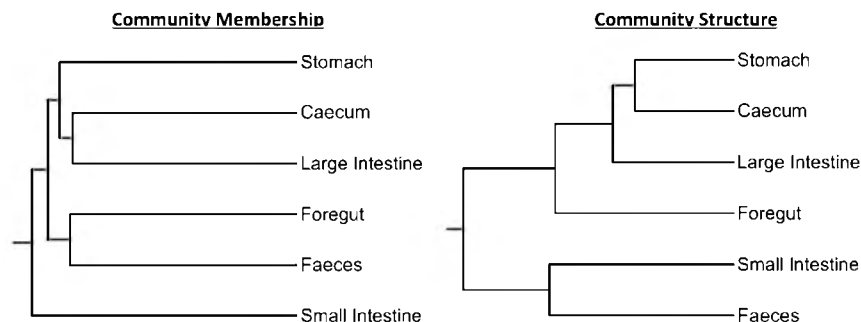 Community Membership
Stomach
Caecum
Large Intestine
Foregut
Faeces
Small Intestine
Community Structure
Stomach
Caecum
Large Intestine
Foregut
Small Intestine
Faeces